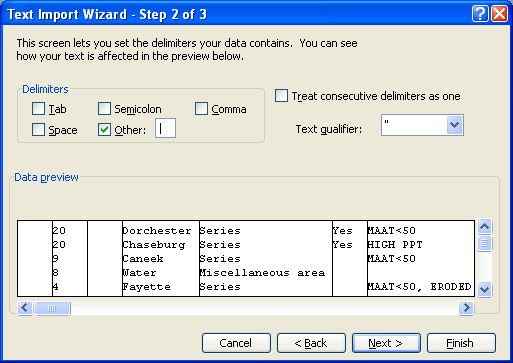 Text Import Wizard - Step 2 of 3
This screen lets you set the delimiters your data contains. You can see
how your text is affected in the preview below.
Delimiters
Tab Semicolon Comma
Space Other: |
Treat consecutive delimiters as one
Text qualifier: "
Data preview
20 Dorchester Series Yes MAAT<50
20 Chaseburg Series Yes HIGH PPT
9 Caneek Series MAAT<50
8 Water Miscellaneous area
4 Fayette Series MAAT<50, ERODED
Cancel < Back Next > Finish